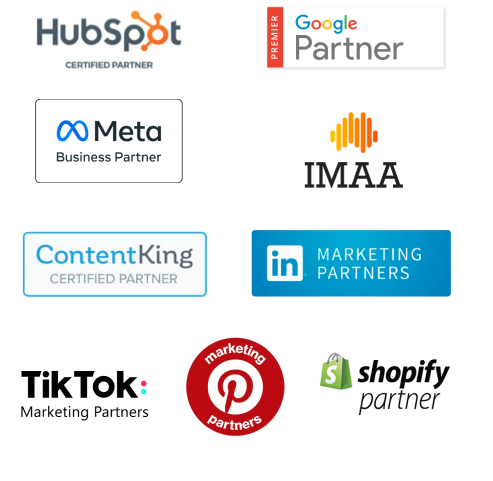 HubSpot
CERTIFIED PARTNER
PREMIER
Google
Partner
Meta
Business Partner
IMAA
ContentKing
CERTIFIED PARTNER
in
MARKETING
PARTNERS
TikTok:
Marketing Partners
marketing
partners
shopify
partner